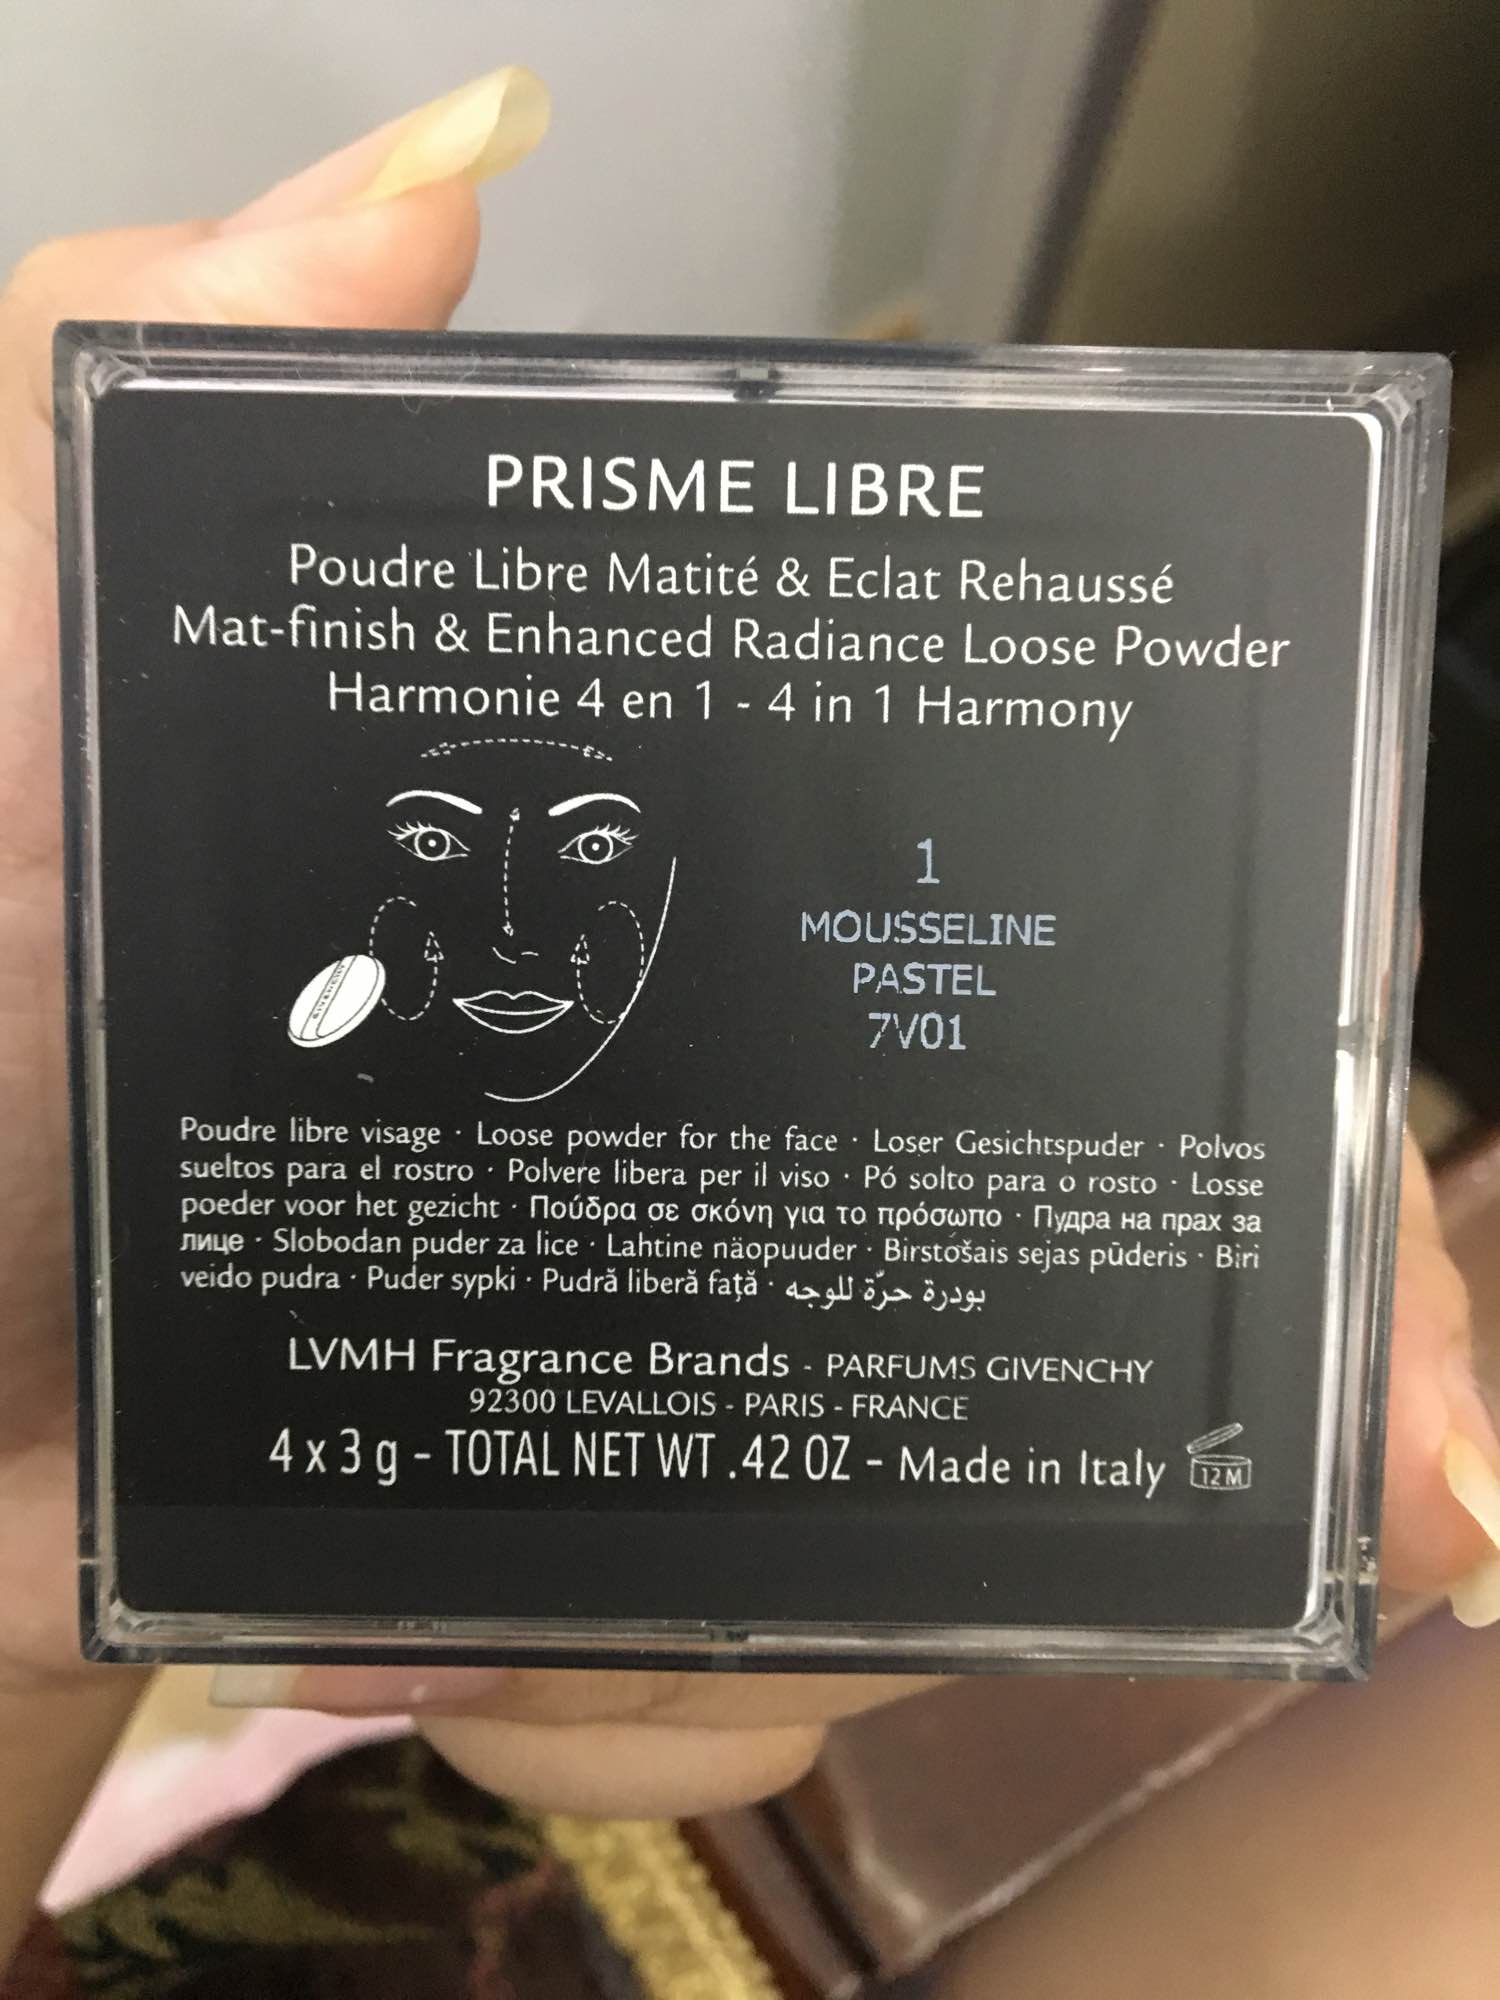 PRISME LIBRE
Poudre Libre Matité & Eclat Rehaussé
Mat-finish & Enhanced Radiance Loose Powder
Harmonie 4 en 1 - 4 in 1 Harmony
GIVENCHY
1
MOUSSELINE
PASTEL
7V01
Poudre libre visage · Loose powder for the face · Loser Gesichtspuder · Polvos
sueltos para el rostro · Polvere libera per il viso · Pó solto para o rosto · Losse
poeder voor het gezicht · Πούδρα σε σκόνη για το πρόσωπο · Пудра на прах за
лице · Slobodan puder za lice · Lahtine näopuuder · Birstošais sejas pūderis · Biri
veido pudra · Puder sypki · Pudră liberă față · بودرة حرّة للوجه
LVMH Fragrance Brands - PARFUMS GIVENCHY
92300 LEVALLOIS - PARIS - FRANCE
4 x 3 g - TOTAL NET WT .42 OZ - Made in Italy 12 M